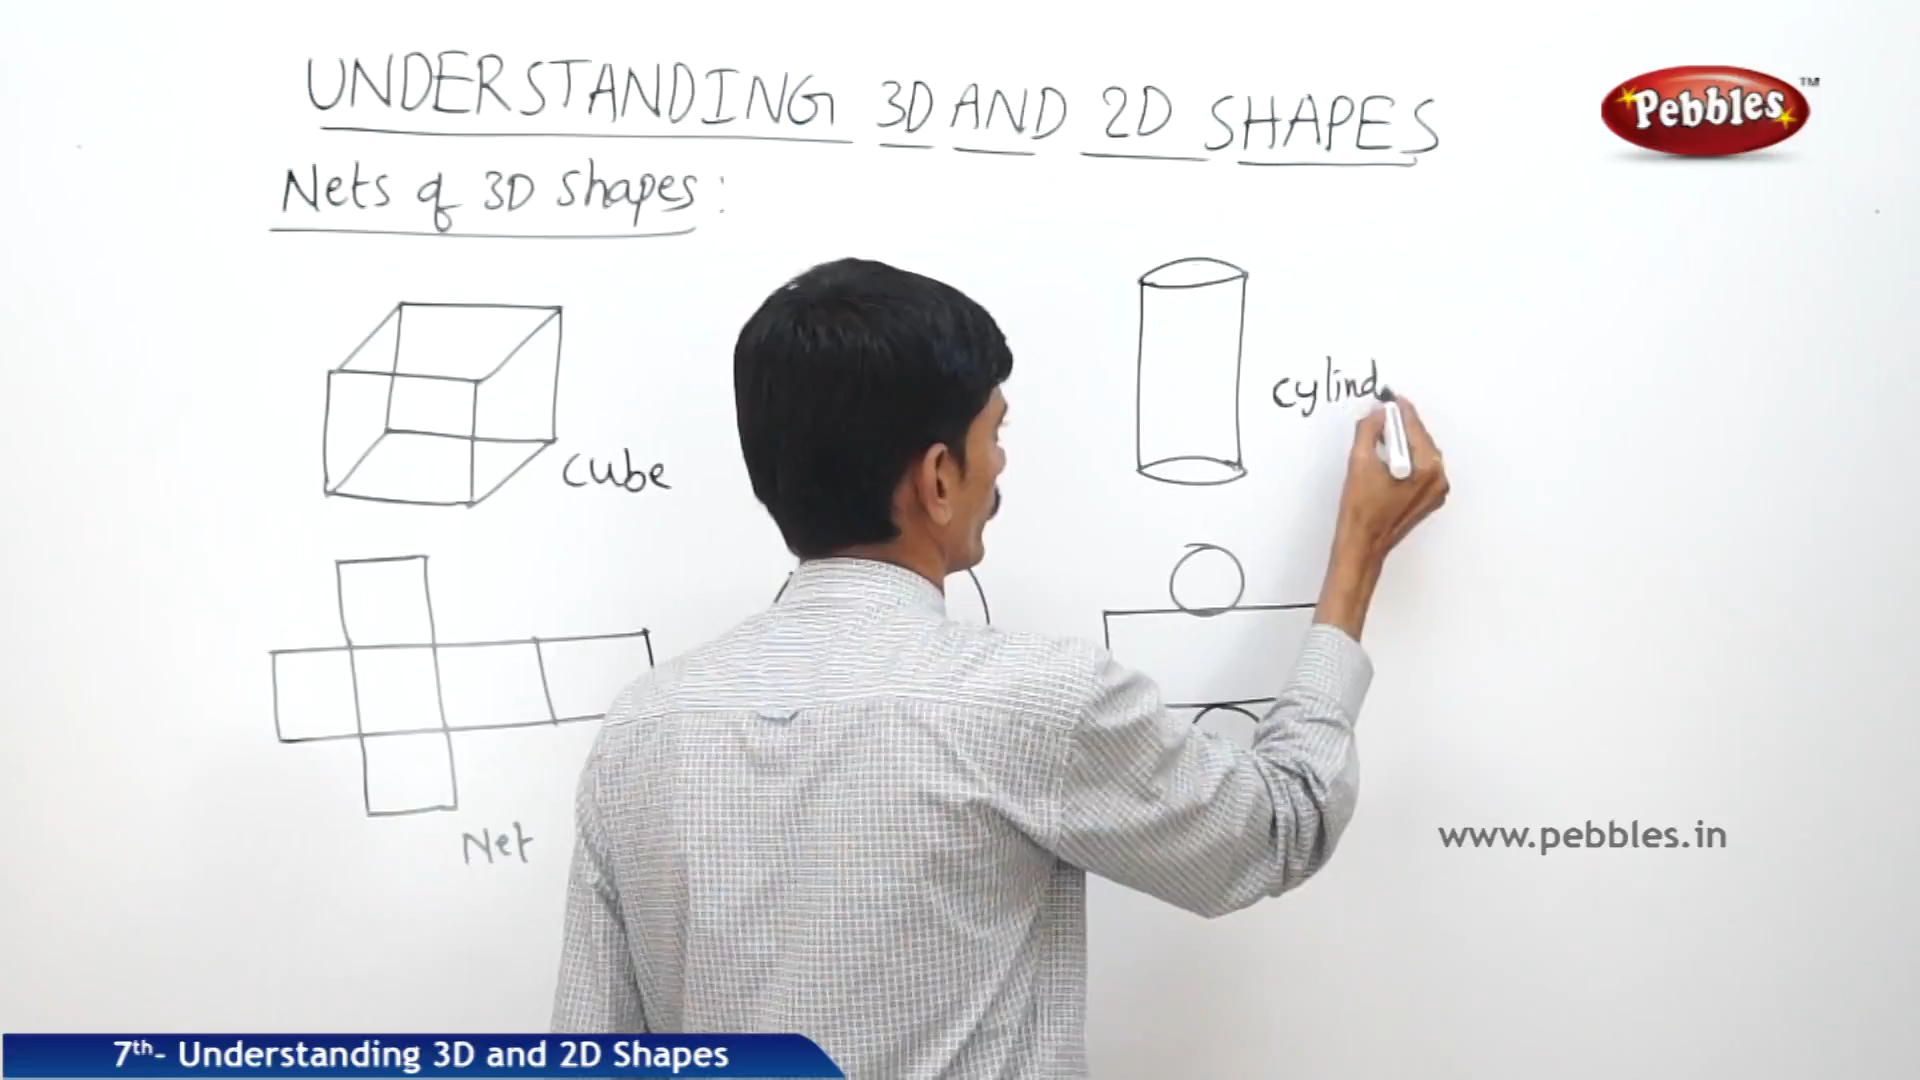 UNDERSTANDING 3D AND 2D SHAPES
Pebbles™
Nets of 3D shapes:
cylind
cube
Net
www.pebbles.in
7th- Understanding 3D and 2D Shapes